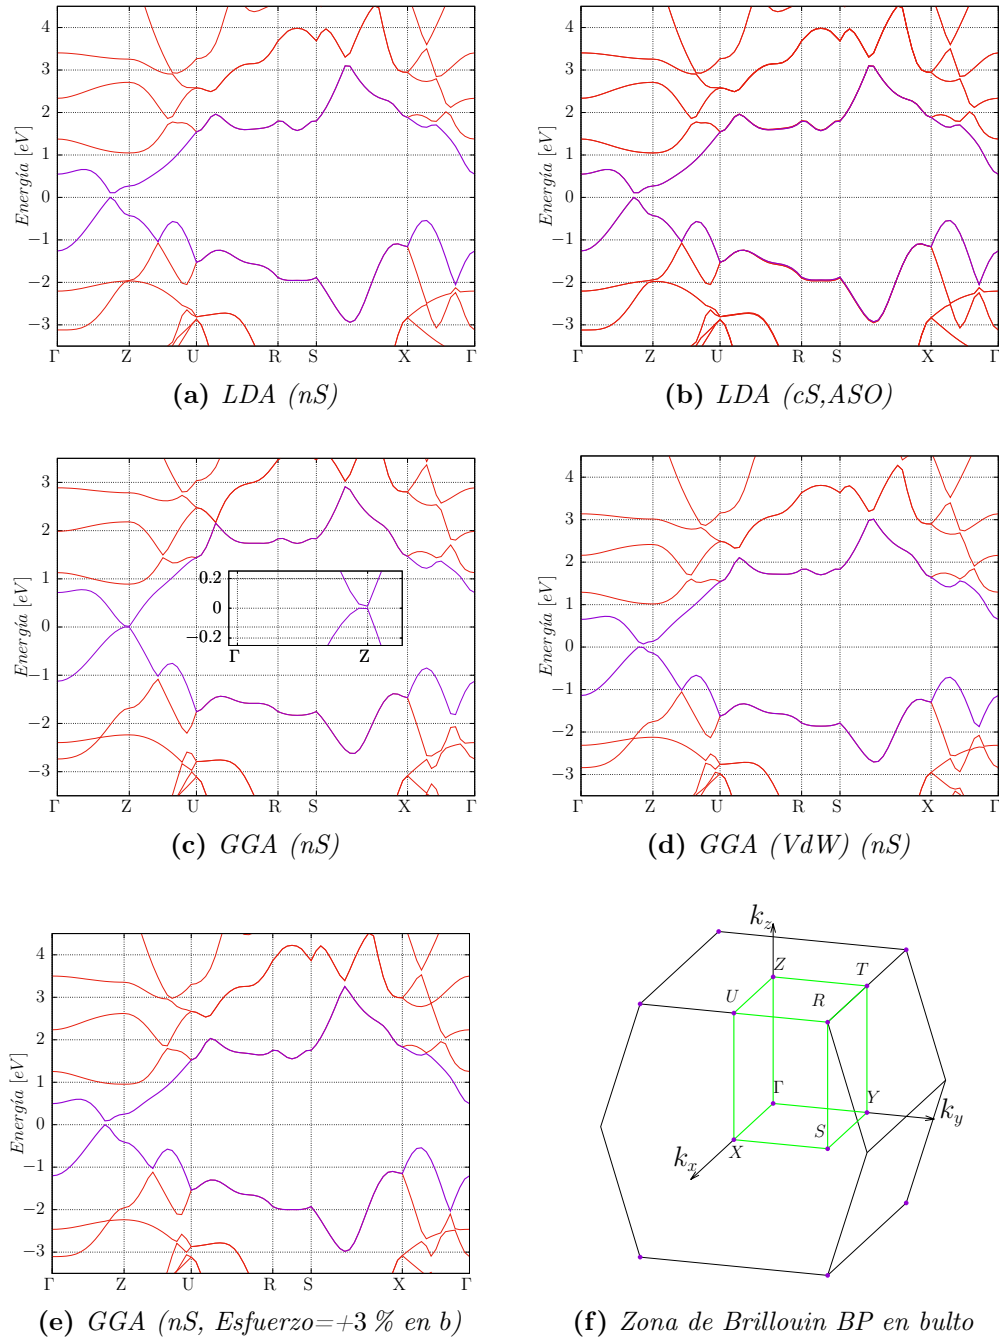 4
3
2
1
0
−1
−2
−3
Energía [eV]
Γ Z U R S X Γ
(a) LDA (nS)
4
3
2
1
0
−1
−2
−3
Energía [eV]
Γ Z U R S X Γ
(b) LDA (cS,ASO)
3
2
1
0
−1
−2
−3
Energía [eV]
0.2
0
−0.2
Γ Z
Γ Z U R S X Γ
(c) GGA (nS)
4
3
2
1
0
−1
−2
−3
Energía [eV]
Γ Z U R S X Γ
(d) GGA (VdW) (nS)
4
3
2
1
0
−1
−2
−3
Energía [eV]
Γ Z U R S X Γ
(e) GGA (nS, Esfuerzo=+3 % en b)
k_z
Z T
U R
Γ Y
k_y
X S
k_x
(f) Zona de Brillouin BP en bulto